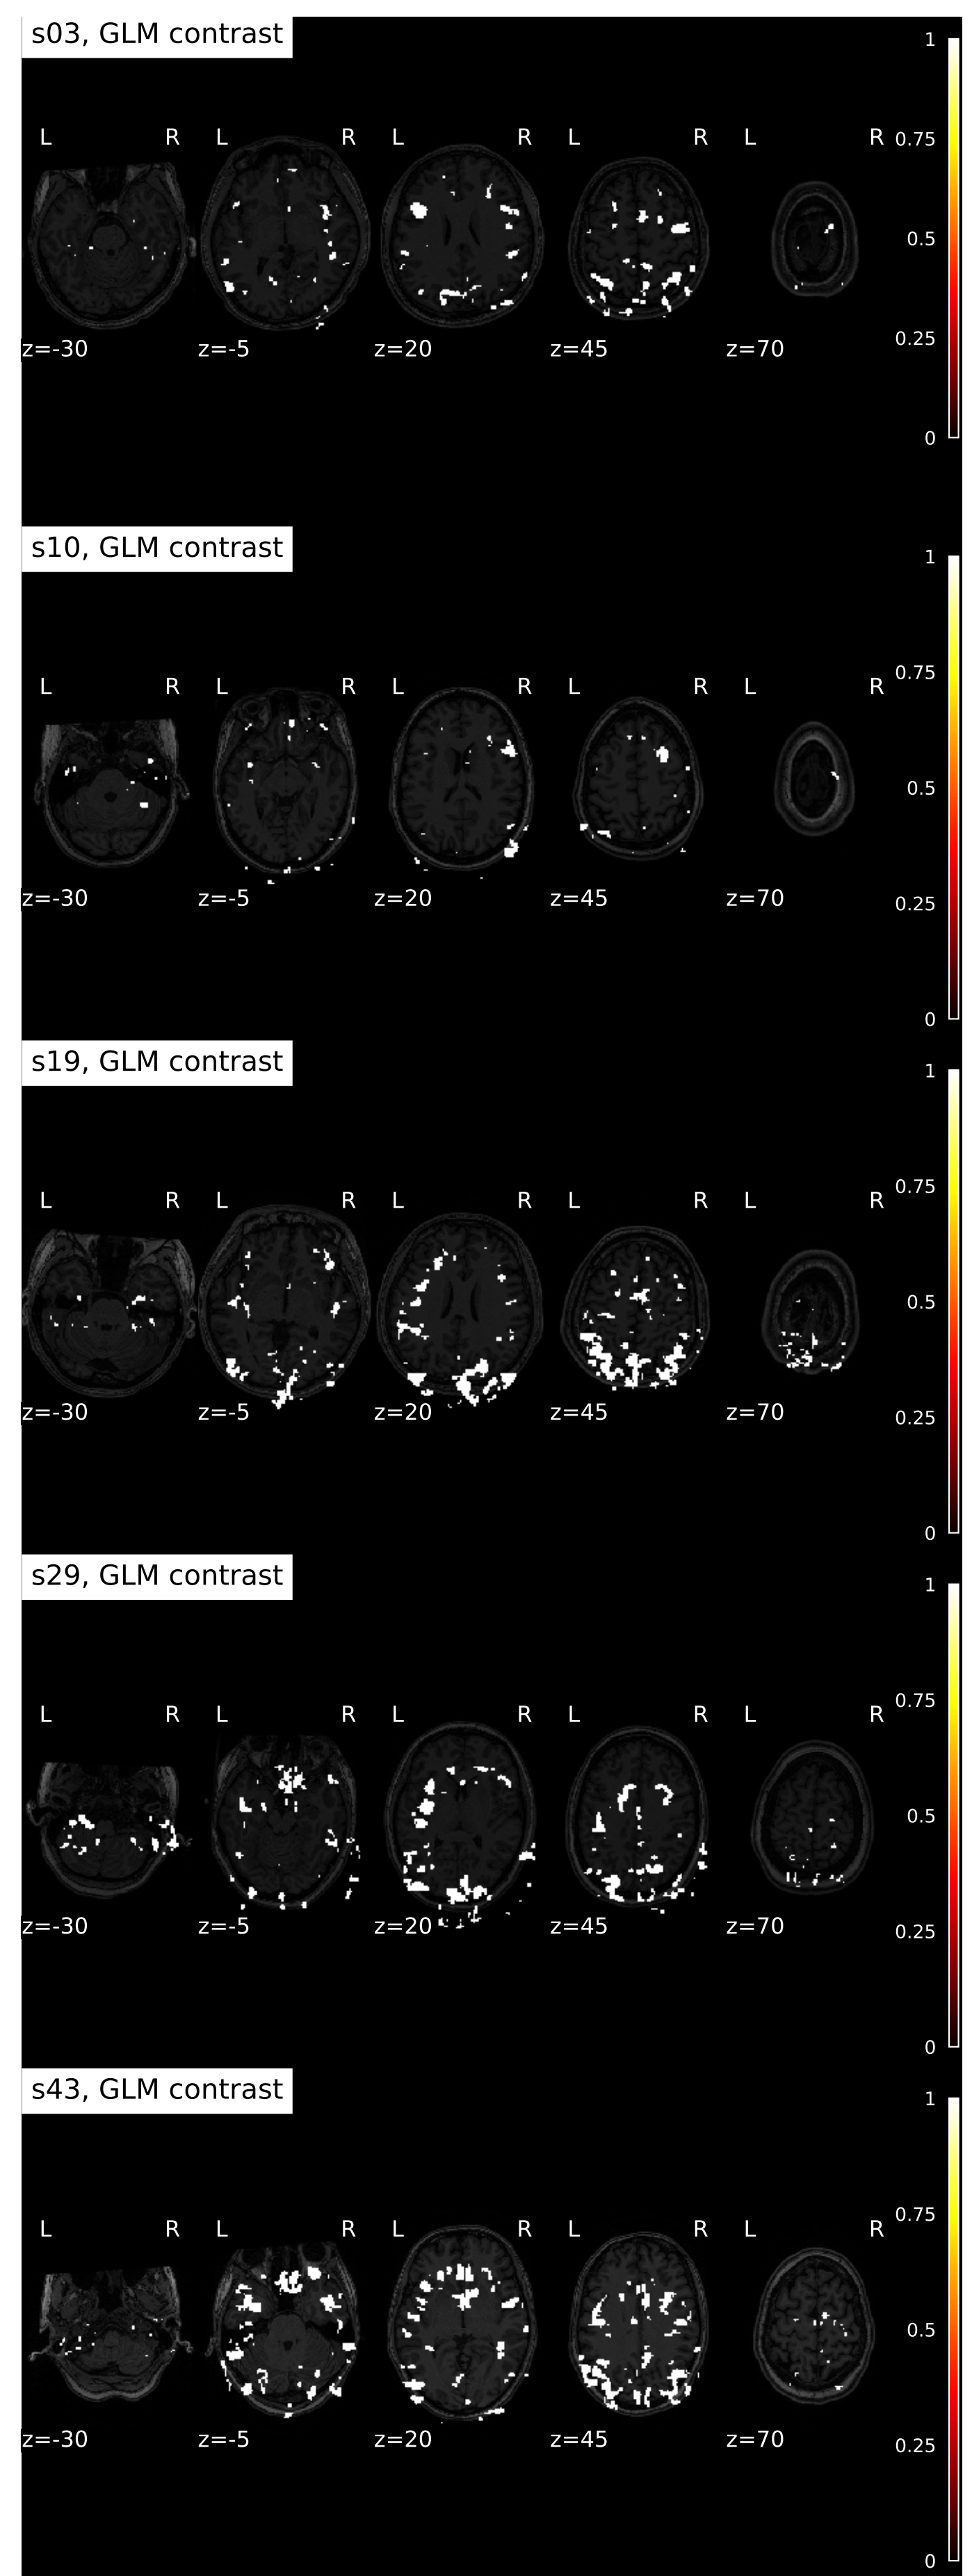 s03, GLM contrast
1
L R L R L R L R L R 0.75
0.5
z=-30 z=-5 z=20 z=45 z=70 0.25
0
s10, GLM contrast
1
L R L R L R L R L R 0.75
0.5
z=-30 z=-5 z=20 z=45 z=70 0.25
0
s19, GLM contrast
1
0.75
L R L R L R L R L R
0.5
z=-30 z=-5 z=20 z=45 z=70 0.25
0
s29, GLM contrast
1
L R L R L R L R L R 0.75
0.5
z=-30 z=-5 z=20 z=45 z=70 0.25
0
s43, GLM contrast
1
L R L R L R L R L R 0.75
0.5
z=-30 z=-5 z=20 z=45 z=70 0.25
0